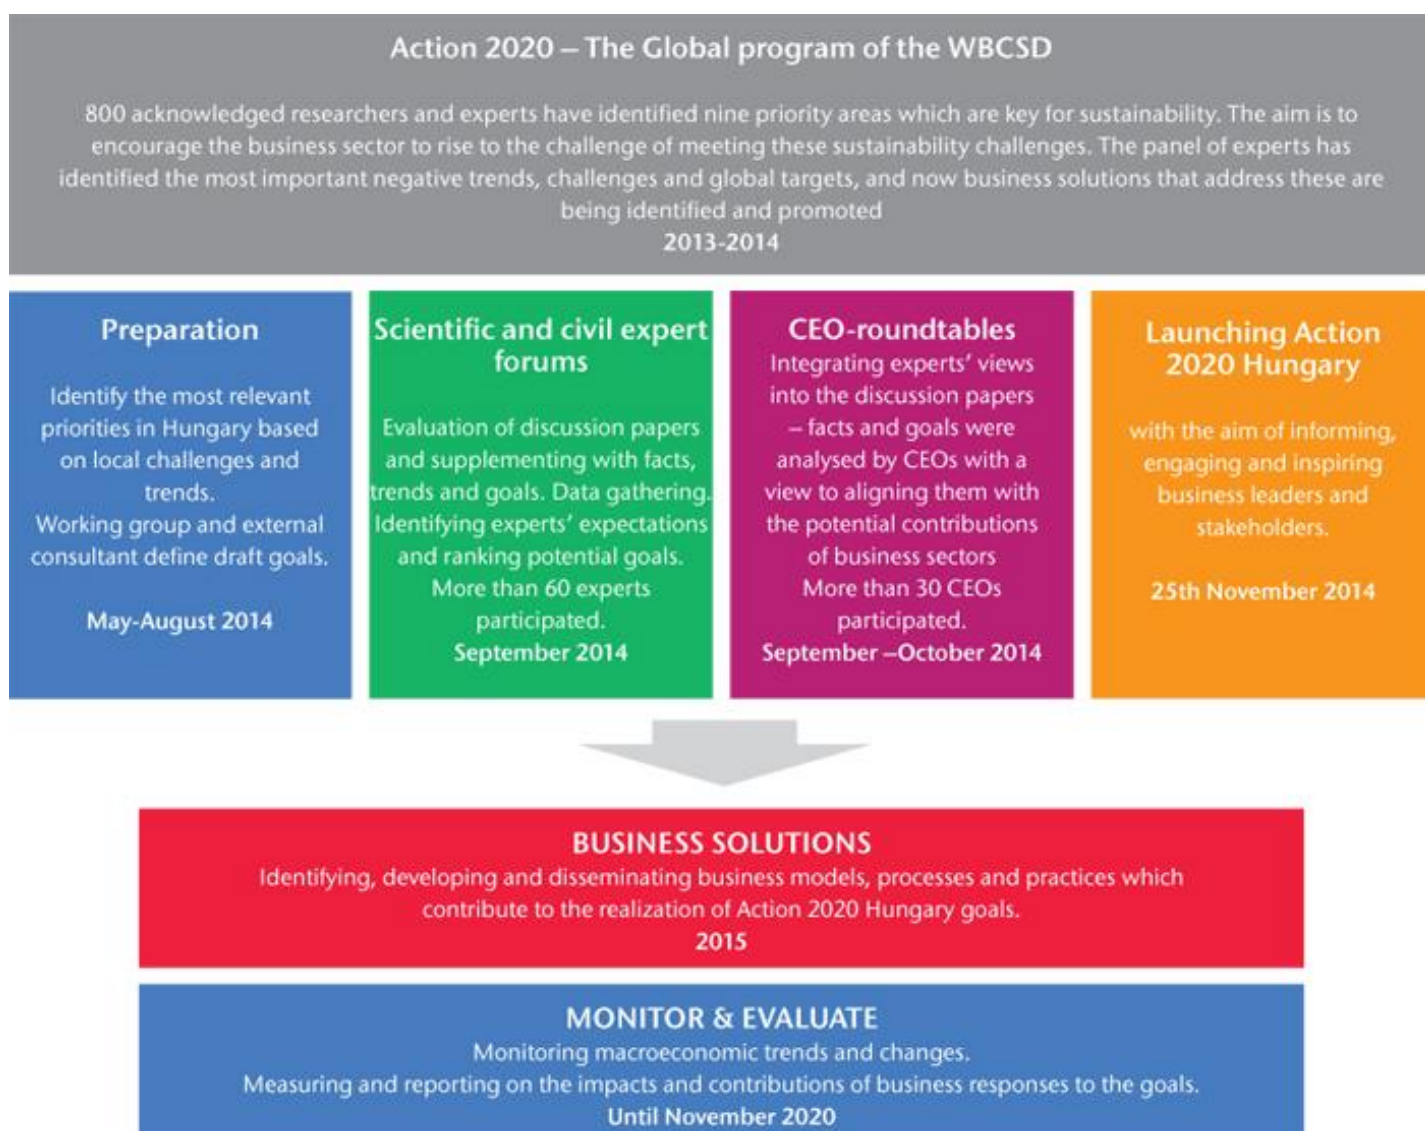 Action 2020 – The Global program of the WBCSD
800 acknowledged researchers and experts have identified nine priority areas which are key for sustainability. The aim is to
encourage the business sector to rise to the challenge of meeting these sustainability challenges. The panel of experts has
identified the most important negative trends, challenges and global targets, and now business solutions that address these are
being identified and promoted
2013-2014
Preparation
Identify the most relevant
priorities in Hungary based
on local challenges and
trends.
Working group and external
consultant define draft goals.
May-August 2014
Scientific and civil expert
forums
Evaluation of discussion papers
and supplementing with facts,
trends and goals. Data gathering.
Identifying experts’ expectations
and ranking potential goals.
More than 60 experts
participated.
September 2014
CEO-roundtables
Integrating experts’ views
into the discussion papers
– facts and goals were
analysed by CEOs with a
view to aligning them with
the potential contributions
of business sectors
More than 30 CEOs
participated.
September –October 2014
Launching Action
2020 Hungary
with the aim of informing,
engaging and inspiring
business leaders and
stakeholders.
25th November 2014
BUSINESS SOLUTIONS
Identifying, developing and disseminating business models, processes and practices which
contribute to the realization of Action 2020 Hungary goals.
2015
MONITOR & EVALUATE
Monitoring macroeconomic trends and changes.
Measuring and reporting on the impacts and contributions of business responses to the goals.
Until November 2020